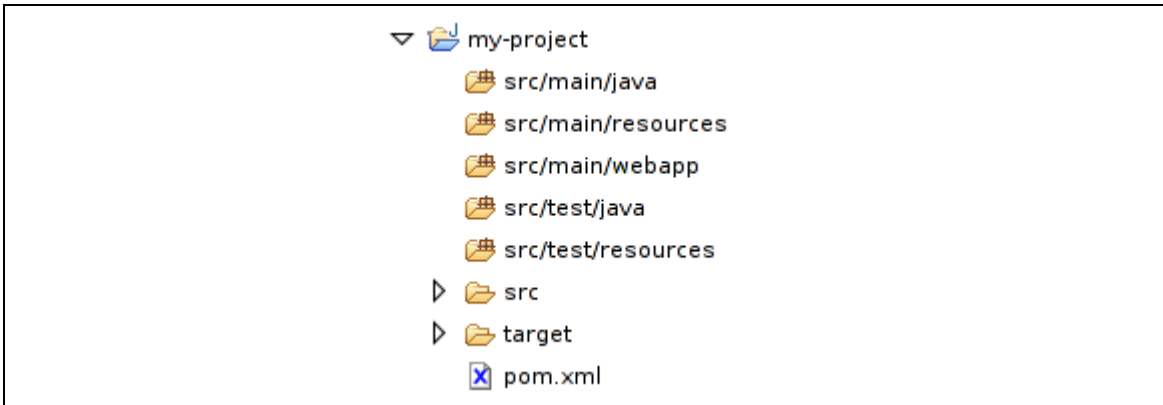 my-project
src/main/java
src/main/resources
src/main/webapp
src/test/java
src/test/resources
src
target
pom.xml